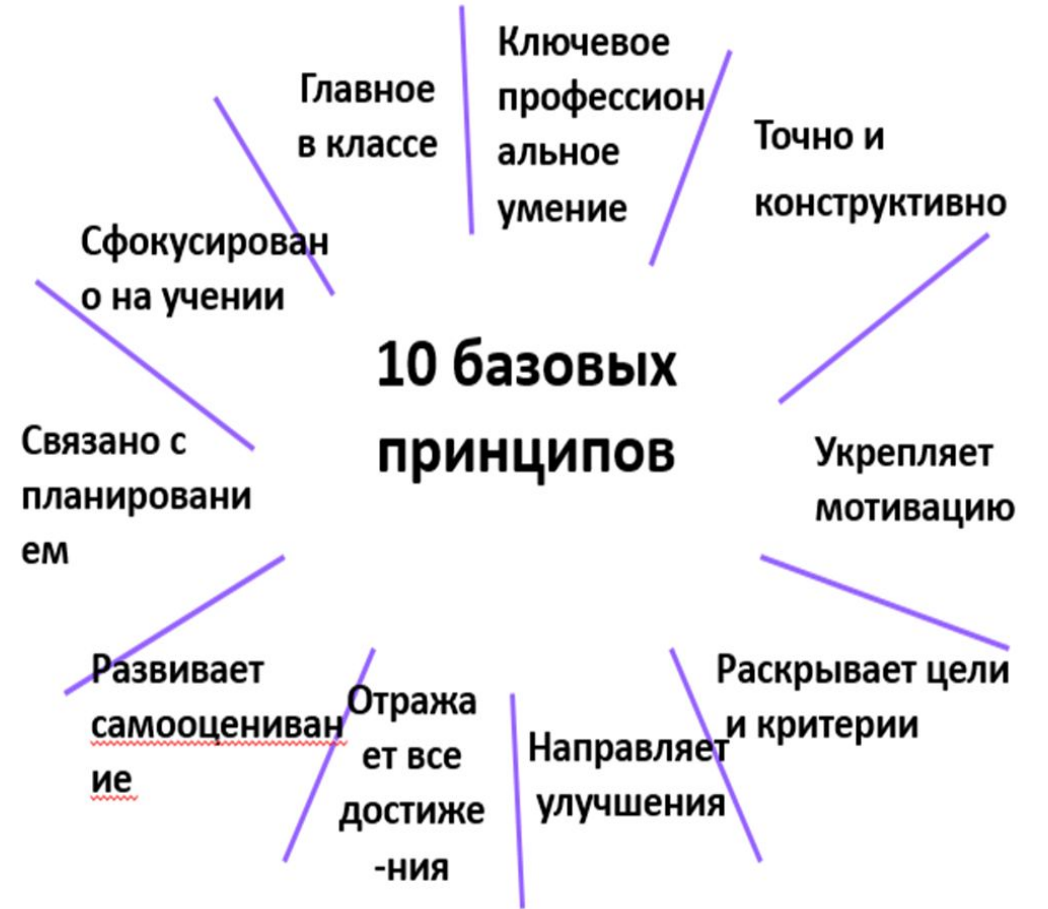 10 базовых
принципов
Главное
в классе
Ключевое
профессион
альное
умение
Точно и
конструктивно
Укрепляет
мотивацию
Раскрывает цели
и критерии
Направляет
улучшения
Отража
ет все
достиже
-ния
Развивает
самооцениван
ие
Связано с
планировани
ем
Сфокусирован
о на учении